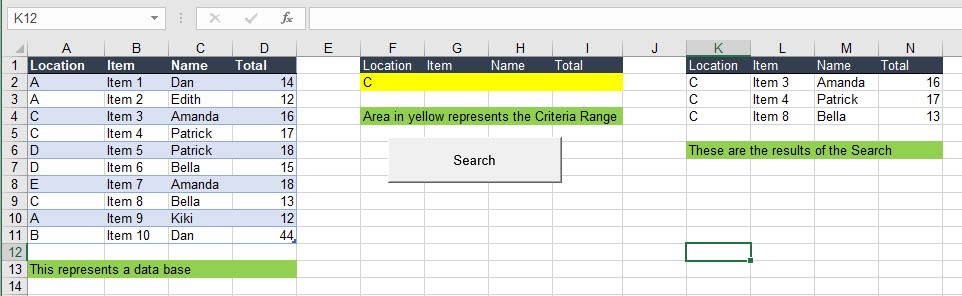 K12 fx
A B C D E F G H I J K L M N
1 Location Item Name Total Location Item Name Total Location Item Name Total
2 A Item 1 Dan 14 C C Item 3 Amanda 16
3 A Item 2 Edith 12 C Item 4 Patrick 17
4 C Item 3 Amanda 16 Area in yellow represents the Criteria Range C Item 8 Bella 13
5 C Item 4 Patrick 17
6 D Item 5 Patrick 18 Search These are the results of the Search
7 D Item 6 Bella 15
8 E Item 7 Amanda 18
9 C Item 8 Bella 13
10 A Item 9 Kiki 12
11 B Item 10 Dan 44
12
13 This represents a data base
14